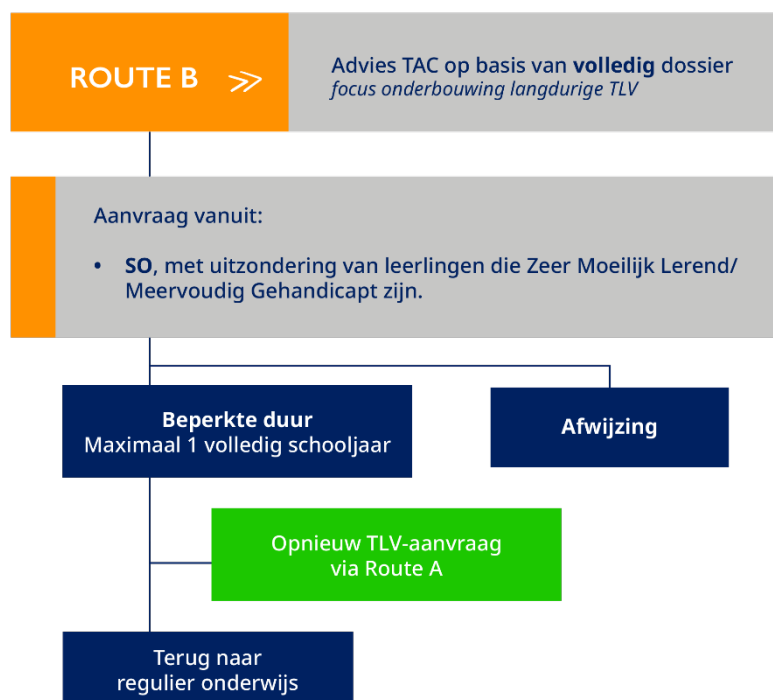 ROUTE B
Advies TAC op basis van volledig dossier
focus onderbouwing langdurige TLV
Aanvraag vanuit:
• SO, met uitzondering van leerlingen die Zeer Moeilijk Lerend/
Meervoudig Gehandicapt zijn.
Beperkte duur
Maximaal 1 volledig schooljaar
Afwijzing
Opnieuw TLV-aanvraag
via Route A
Terug naar
regulier onderwijs